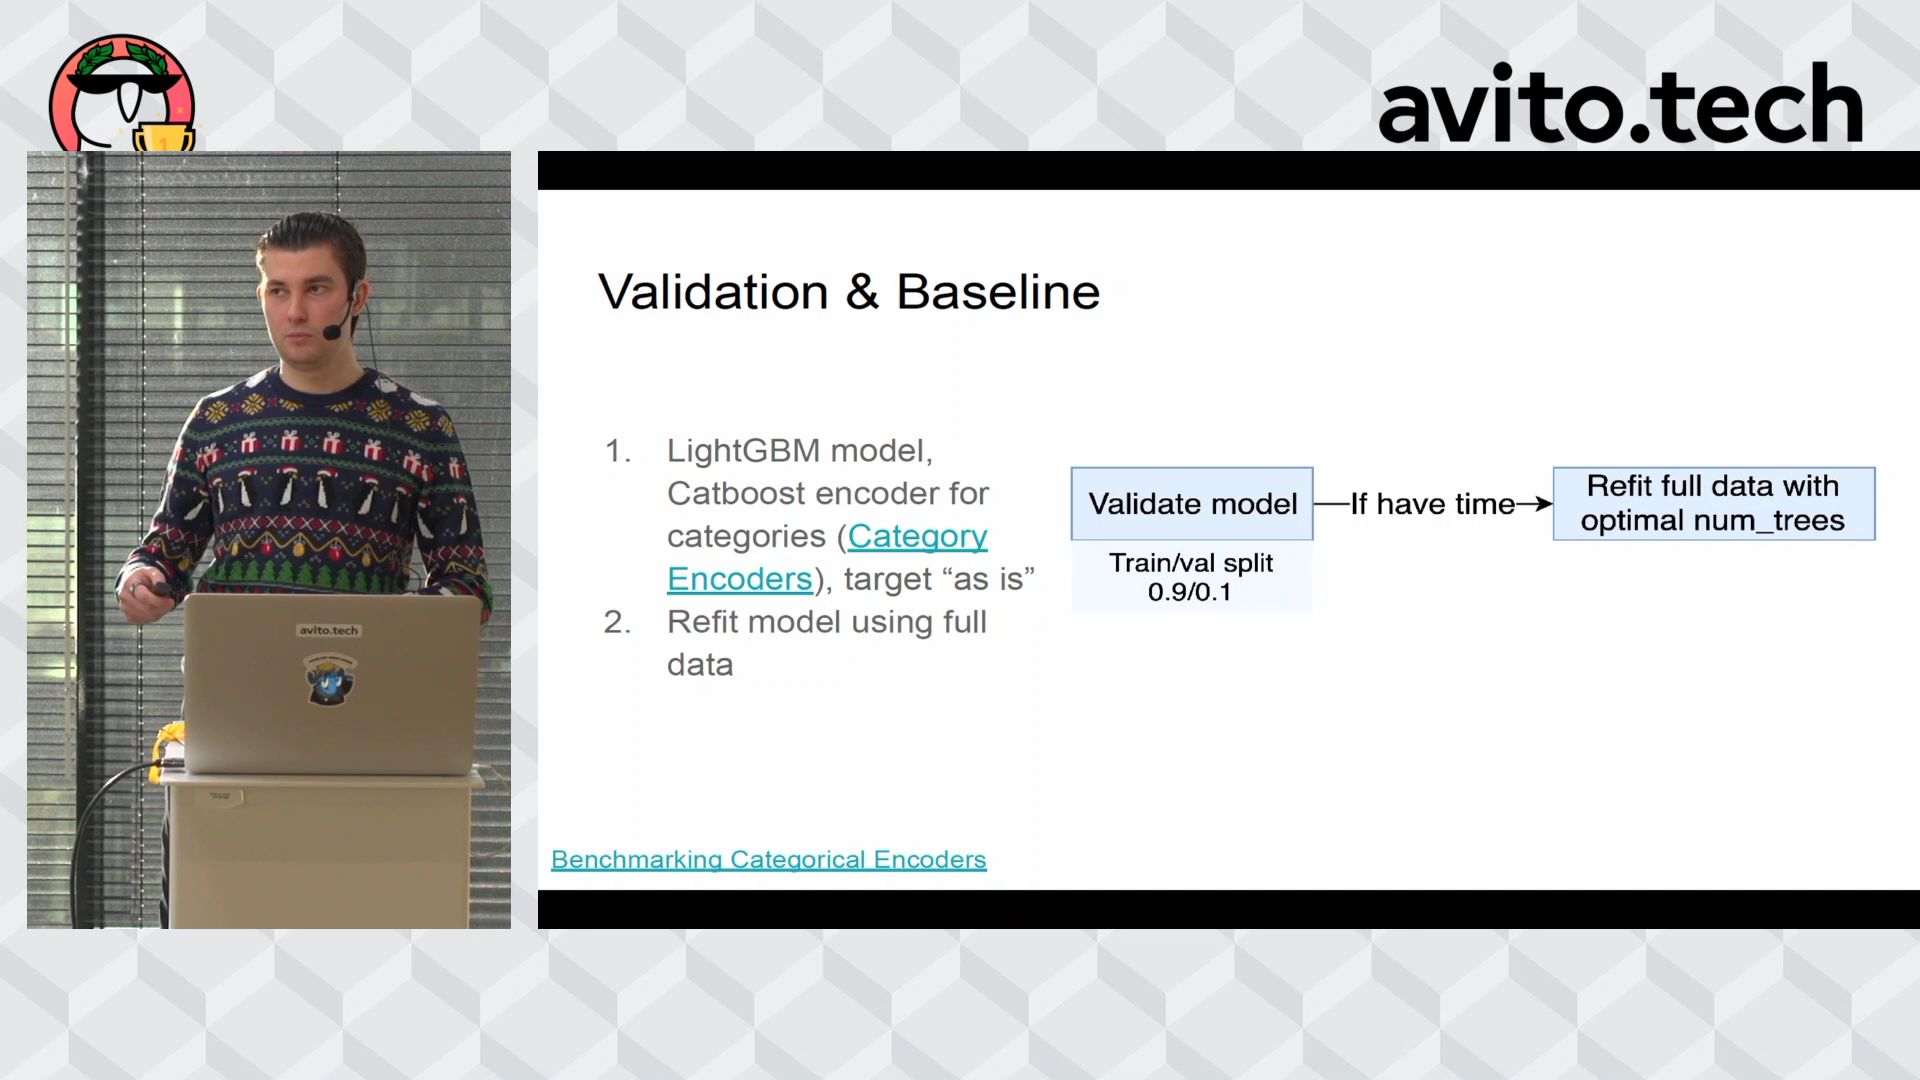 avito.tech
Validation & Baseline
1. LightGBM model,
Catboost encoder for
categories (Category
Encoders), target “as is”
2. Refit model using full
data
Validate model
If have time
Refit full data with
optimal num_trees
Train/val split
0.9/0.1
Benchmarking Categorical Encoders
avito.tech
1